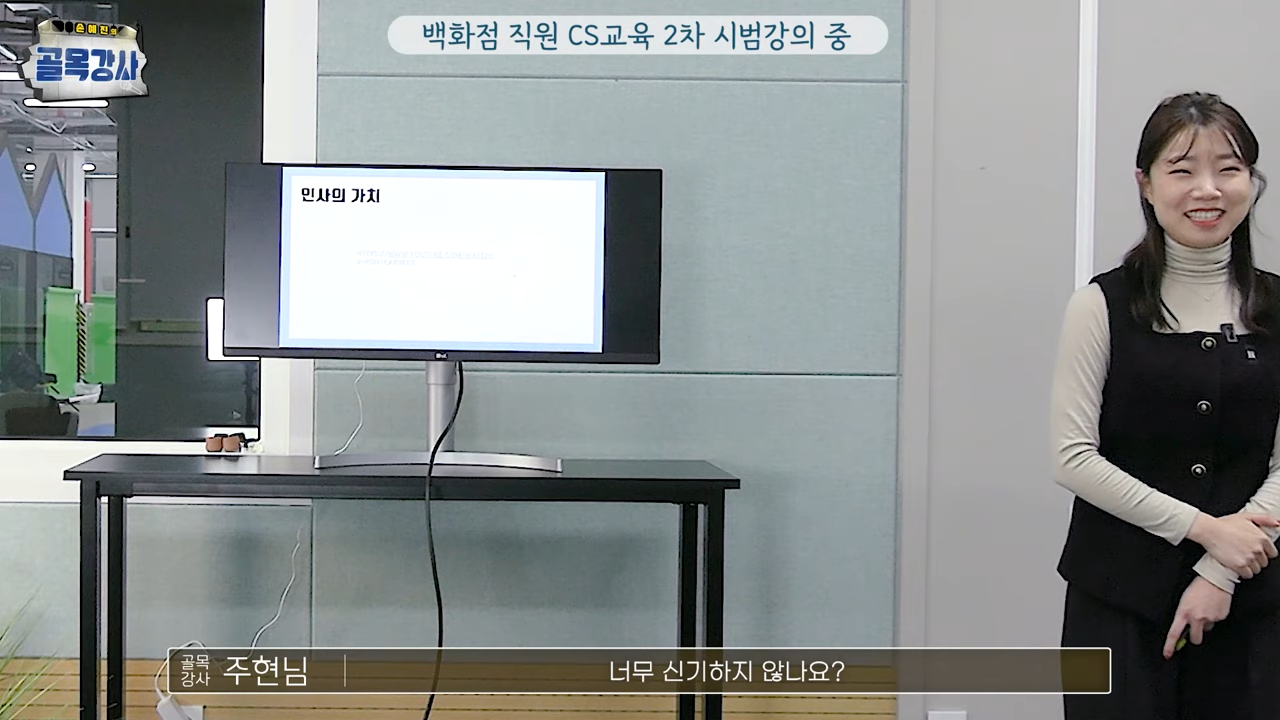 손예진의
골목강사
백화점 직원 CS교육 2차 시범강의 중
인사의 가치
골목
강사
주현님
너무 신기하지 않나요?